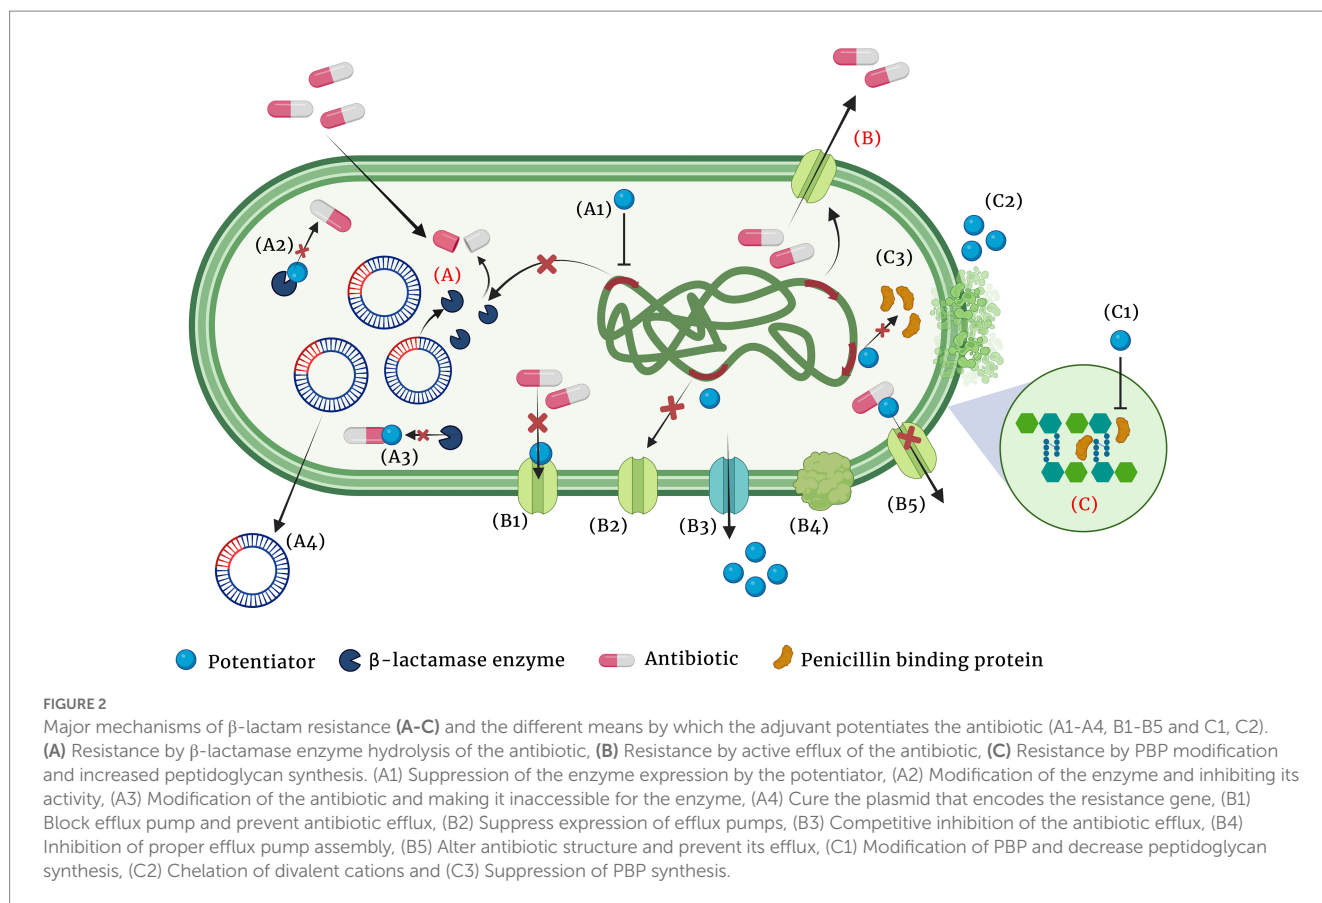 (A1)
(B)
(C2)
(A2)
(A)
(C3)
(C1)
(A3)
(C)
(B1)
(B2)
(B3)
(B4)
(B5)
(A4)
Potentiator
β-lactamase enzyme
Antibiotic
Penicillin binding protein
FIGURE 2
Major mechanisms of β-lactam resistance (A-C) and the different means by which the adjuvant potentiates the antibiotic (A1-A4, B1-B5 and C1, C2).
(A) Resistance by β-lactamase enzyme hydrolysis of the antibiotic, (B) Resistance by active efflux of the antibiotic, (C) Resistance by PBP modification
and increased peptidoglycan synthesis. (A1) Suppression of the enzyme expression by the potentiator, (A2) Modification of the enzyme and inhibiting its
activity, (A3) Modification of the antibiotic and making it inaccessible for the enzyme, (A4) Cure the plasmid that encodes the resistance gene, (B1)
Block efflux pump and prevent antibiotic efflux, (B2) Suppress expression of efflux pumps, (B3) Competitive inhibition of the antibiotic efflux, (B4)
Inhibition of proper efflux pump assembly, (B5) Alter antibiotic structure and prevent its efflux, (C1) Modification of PBP and decrease peptidoglycan
synthesis, (C2) Chelation of divalent cations and (C3) Suppression of PBP synthesis.